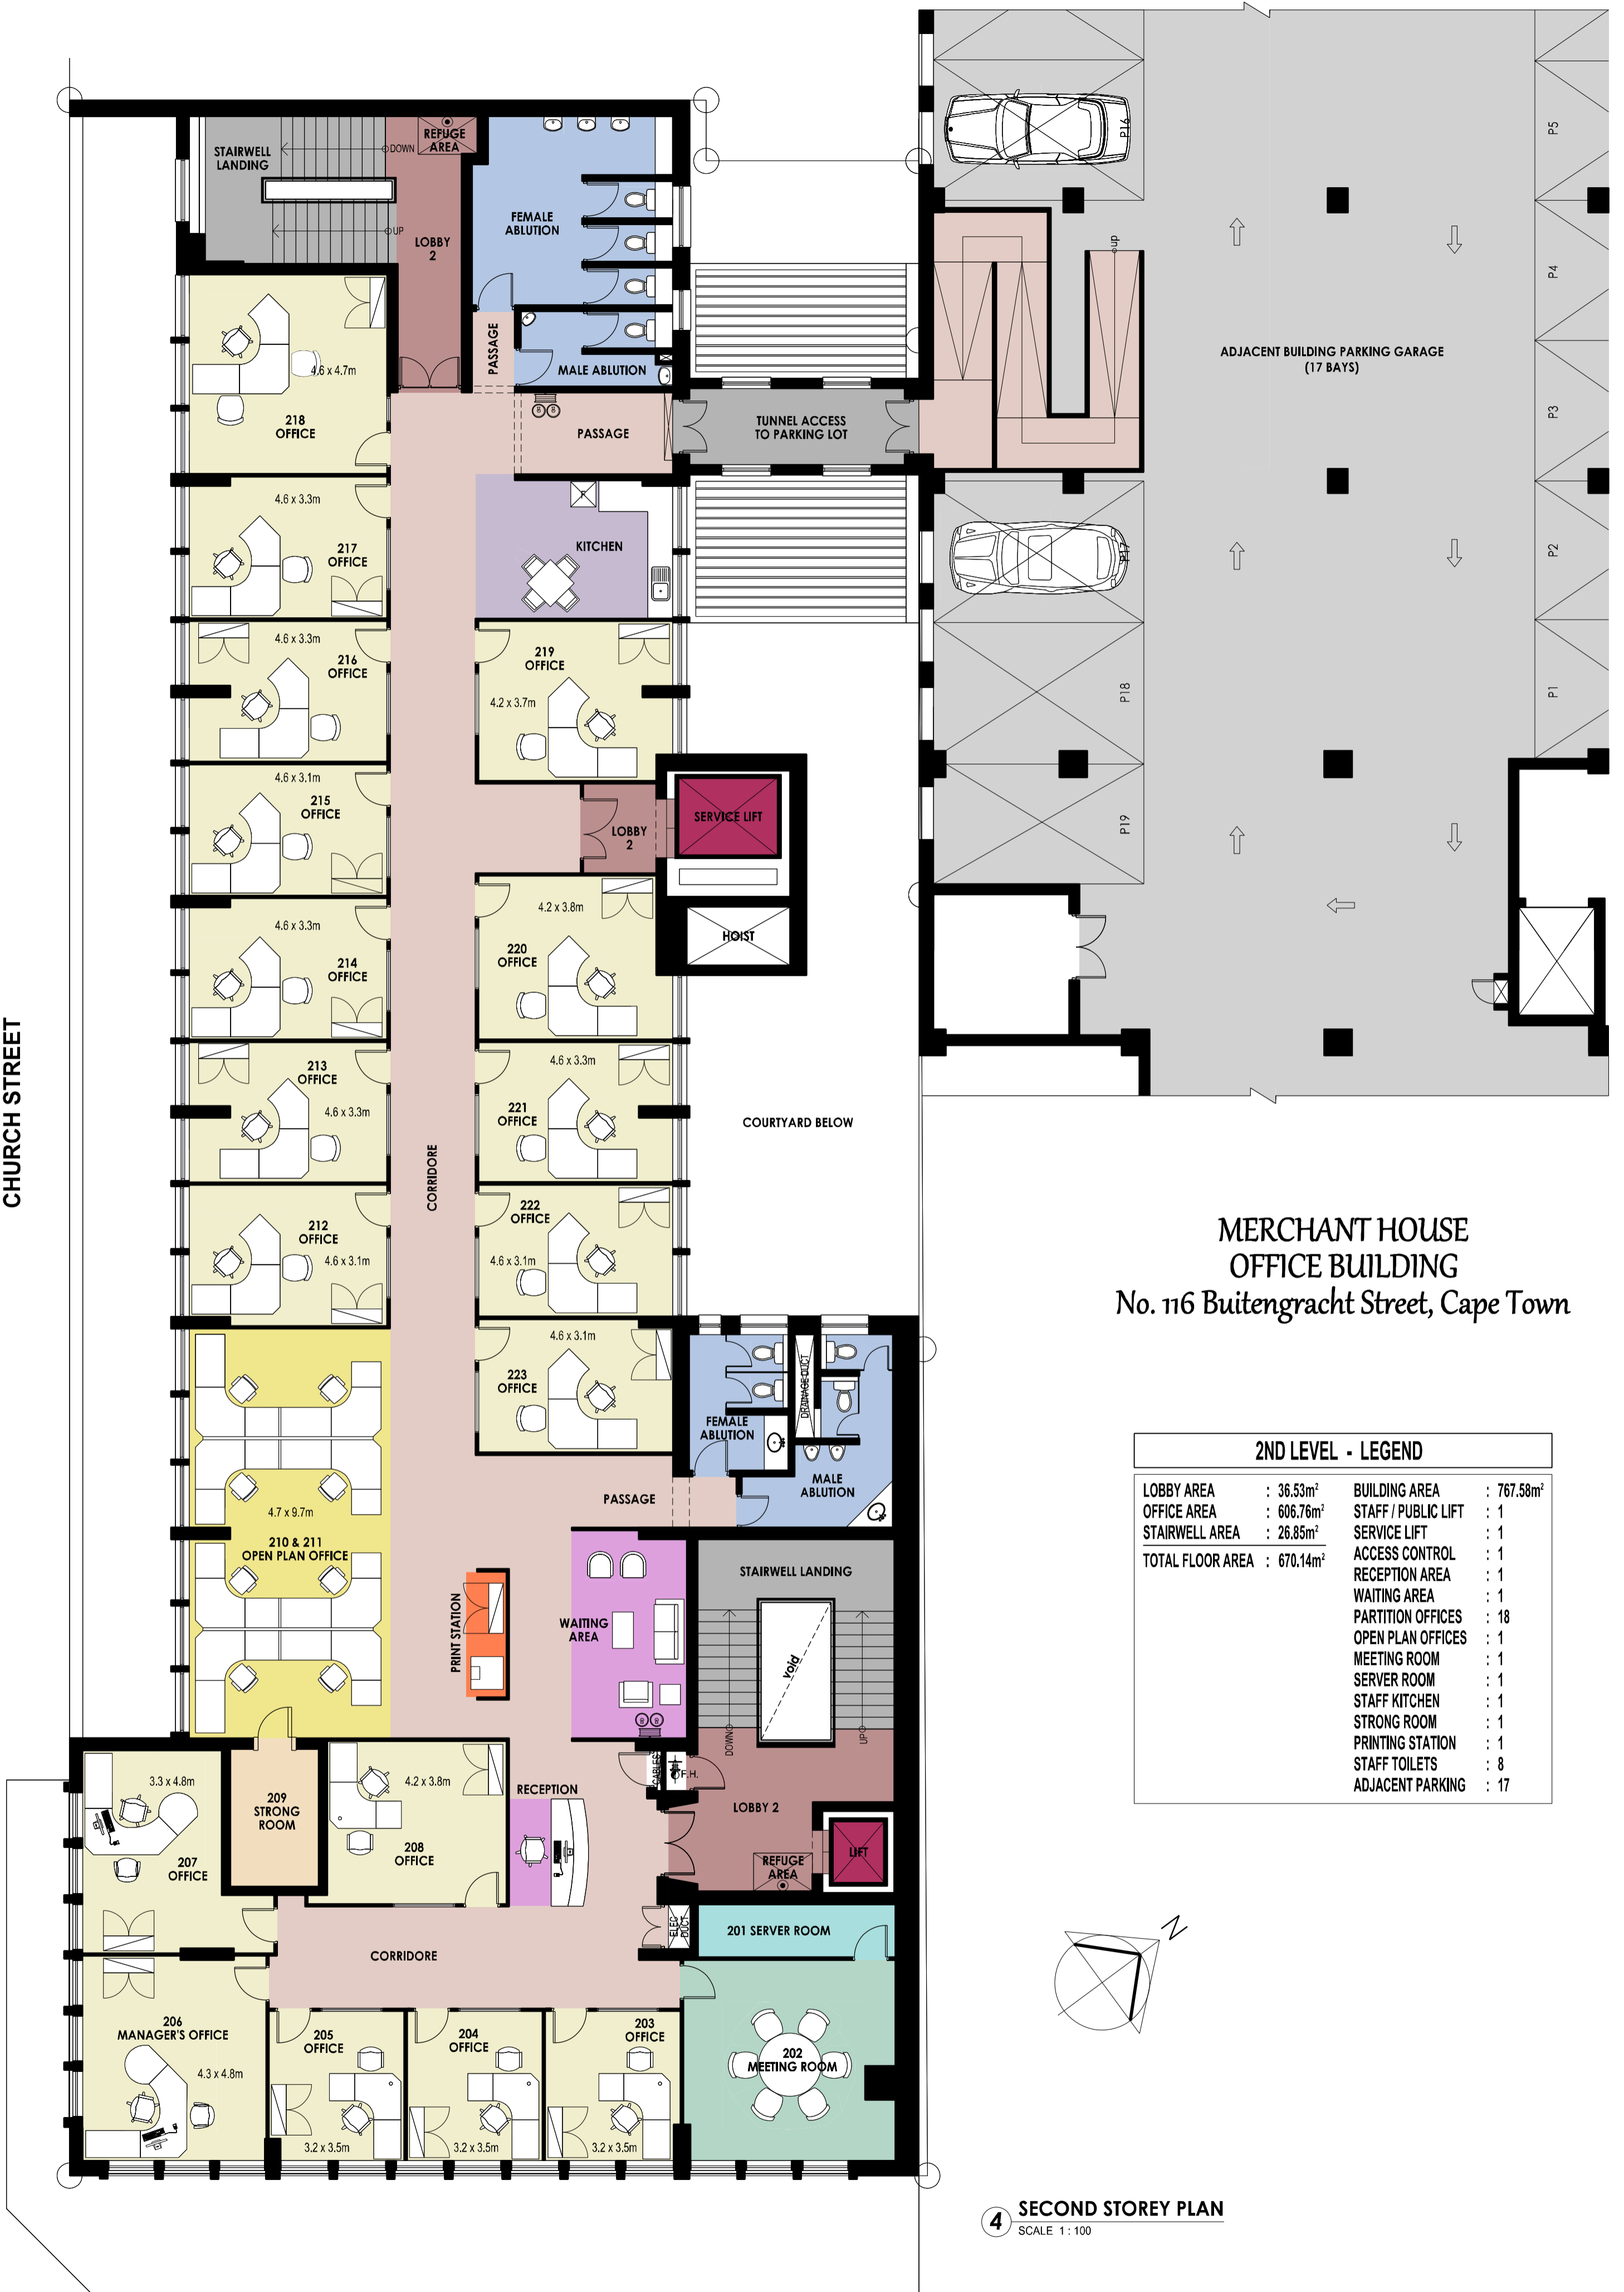 STAIRWELL
LANDING
DOWN
UP
REFUGE
AREA
LOBBY
2
FEMALE
ABLUTION
PASSAGE
MALE ABLUTION
PASSAGE
TUNNEL ACCESS
TO PARKING LOT
P16
up
ADJACENT BUILDING PARKING GARAGE
(17 BAYS)
P5
P4
P3
P2
P1
P17
P18
P19
4.6 x 4.7m
218
OFFICE
4.6 x 3.3m
217
OFFICE
F
KITCHEN
4.6 x 3.3m
216
OFFICE
219
OFFICE
4.2 x 3.7m
4.6 x 3.1m
215
OFFICE
LOBBY
2
SERVICE LIFT
HOIST
4.6 x 3.3m
214
OFFICE
4.2 x 3.8m
220
OFFICE
213
OFFICE
4.6 x 3.3m
4.6 x 3.3m
221
OFFICE
COURTYARD BELOW
CHURCH STREET
CORRIDORE
212
OFFICE
4.6 x 3.1m
222
OFFICE
4.6 x 3.1m
4.6 x 3.1m
223
OFFICE
FEMALE
ABLUTION
DRAINAGE DUCT
MALE
ABLUTION
PASSAGE
4.7 x 9.7m
210 & 211
OPEN PLAN OFFICE
PRINT STATION
WAITING
AREA
STAIRWELL LANDING
void
DOWN
UP
CABLES
F.H.
3.3 x 4.8m
207
OFFICE
209
STRONG
ROOM
4.2 x 3.8m
208
OFFICE
RECEPTION
LOBBY 2
REFUGE
AREA
LIFT
ELEC
DUCT
201 SERVER ROOM
CORRIDORE
206
MANAGER'S OFFICE
4.3 x 4.8m
205
OFFICE
3.2 x 3.5m
204
OFFICE
3.2 x 3.5m
203
OFFICE
3.2 x 3.5m
202
MEETING ROOM
MERCHANT HOUSE
OFFICE BUILDING
No. 116 Buitengracht Street, Cape Town
2ND LEVEL - LEGEND
LOBBY AREA : 36.53m²
OFFICE AREA : 606.76m²
STAIRWELL AREA : 26.85m²
TOTAL FLOOR AREA : 670.14m²
BUILDING AREA : 767.58m²
STAFF / PUBLIC LIFT : 1
SERVICE LIFT : 1
ACCESS CONTROL : 1
RECEPTION AREA : 1
WAITING AREA : 1
PARTITION OFFICES : 18
OPEN PLAN OFFICES : 1
MEETING ROOM : 1
SERVER ROOM : 1
STAFF KITCHEN : 1
STRONG ROOM : 1
PRINTING STATION : 1
STAFF TOILETS : 8
ADJACENT PARKING : 17
N
4 SECOND STOREY PLAN
SCALE 1 : 100